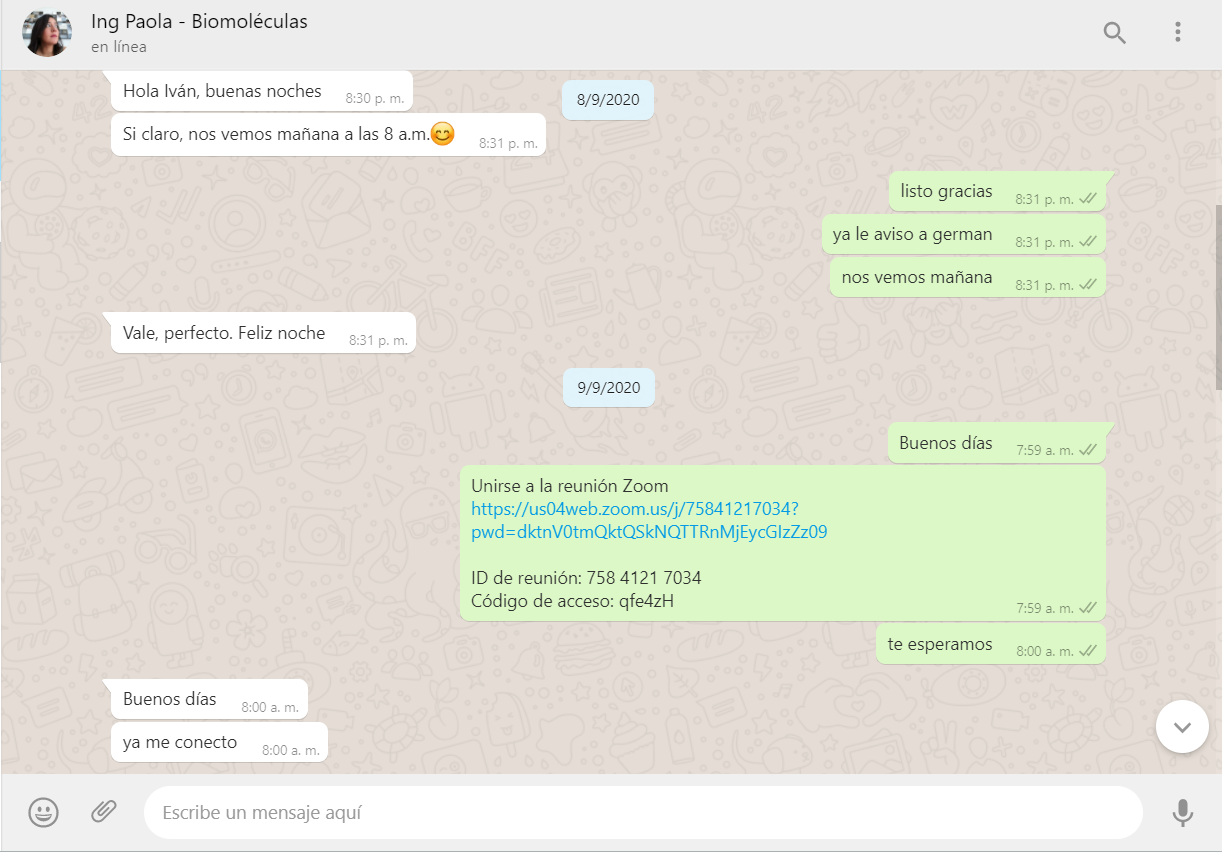 Ing Paola - Biomoléculas
en línea
Hola Iván, buenas noches 8:30 p. m.
8/9/2020
Si claro, nos vemos mañana a las 8 a.m.😊 8:31 p. m.
listo gracias 8:31 p. m.
ya le aviso a german 8:31 p. m.
nos vemos mañana 8:31 p. m.
Vale, perfecto. Feliz noche 8:31 p. m.
9/9/2020
Buenos días 7:59 a. m.
Unirse a la reunión Zoom
https://us04web.zoom.us/j/75841217034?
pwd=dktnV0tmQktQSkNQTTRnMjEycGIzZz09
ID de reunión: 758 4121 7034
Código de acceso: qfe4zH
7:59 a. m.
te esperamos 8:00 a. m.
Buenos días 8:00 a. m.
ya me conecto 8:00 a. m.
Escribe un mensaje aquí